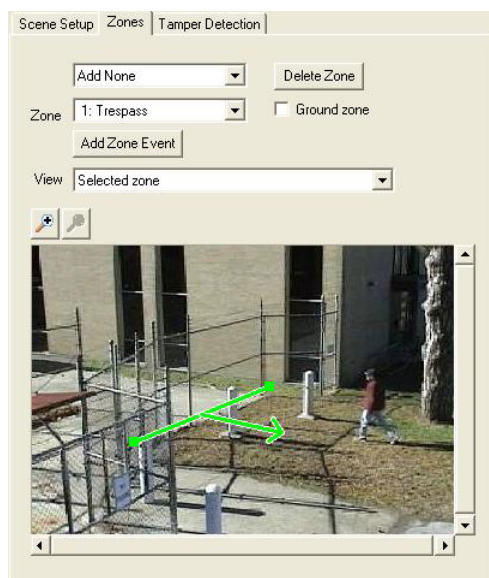 Scene Setup Zones Tamper Detection
Add None Delete Zone
Zone 1: Trespass Ground zone
Add Zone Event
View Selected zone